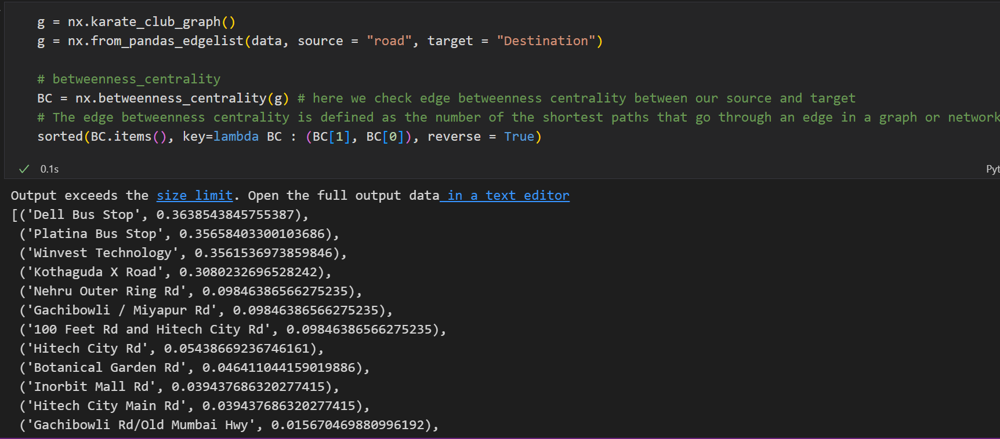 g = nx.karate_club_graph()
g = nx.from_pandas_edgelist(data, source = "road", target = "Destination")
# betweenness_centrality
BC = nx.betweenness_centrality(g) # here we check edge betweenness centrality between our source and target
# The edge betweenness centrality is defined as the number of the shortest paths that go through an edge in a graph or network
sorted(BC.items(), key=lambda BC : (BC[1], BC[0]), reverse = True)
0.1s
Pyt
Output exceeds the size limit. Open the full output data in a text editor
[('Dell Bus Stop', 0.3638543845755387),
('Platina Bus Stop', 0.35658403300103686),
('Winvest Technology', 0.3561536973859846),
('Kothaguda X Road', 0.3080232696528242),
('Nehru Outer Ring Rd', 0.09846386566275235),
('Gachibowli / Miyapur Rd', 0.09846386566275235),
('100 Feet Rd and Hitech City Rd', 0.09846386566275235),
('Hitech City Rd', 0.05438669236746161),
('Botanical Garden Rd', 0.046411044159019886),
('Inorbit Mall Rd', 0.039437686320277415),
('Hitech City Main Rd', 0.039437686320277415),
('Gachibowli Rd/Old Mumbai Hwy', 0.015670469880996192),